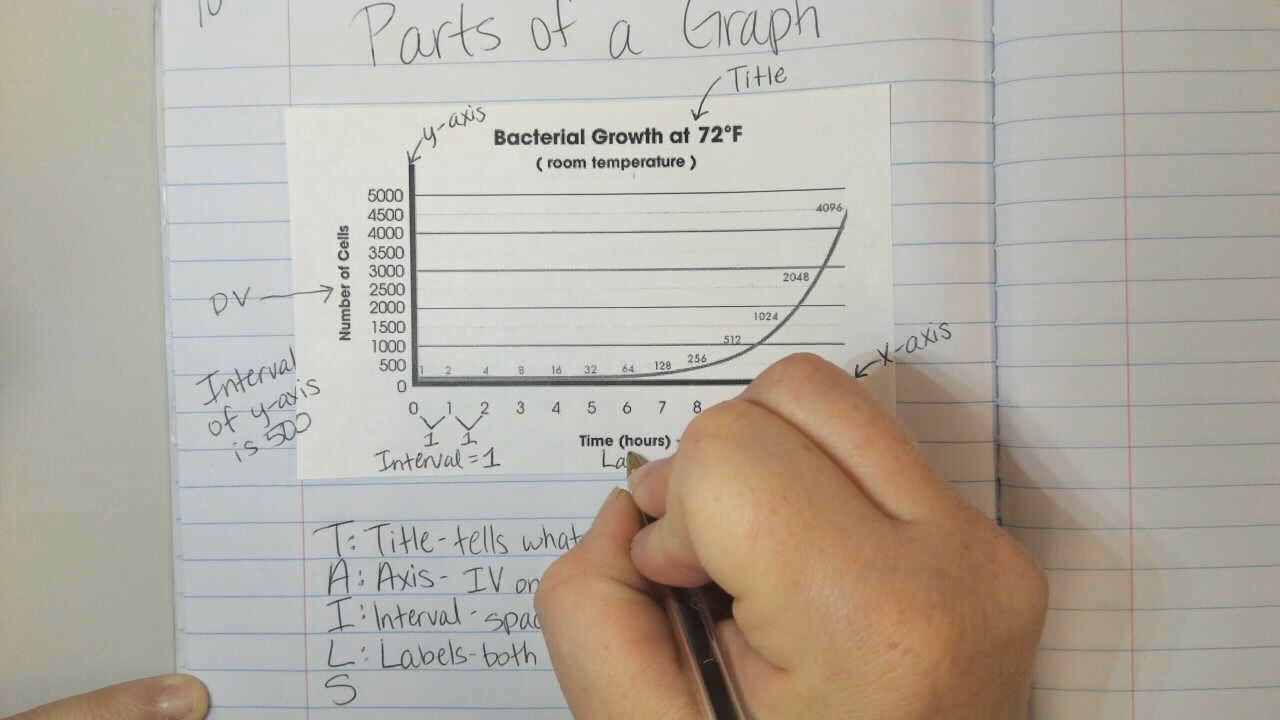 10
Parts of a Graph
Title
y-axis
Bacterial Growth at 72°F
( room temperature )
Number of Cells
5000
4500
4000
3500
3000
2500
2000
1500
1000
500
0
1 2 4 8 16 32 64 128 256 512 1024 2048 4096
DV
x-axis
Interval
of y-axis
is 500
0 1 2 3 4 5 6 7 8
1 1
Interval = 1
Time (hours)
La
T: Title - tells what
A: Axis - IV on
I: Interval - spac
L: Labels - both
S